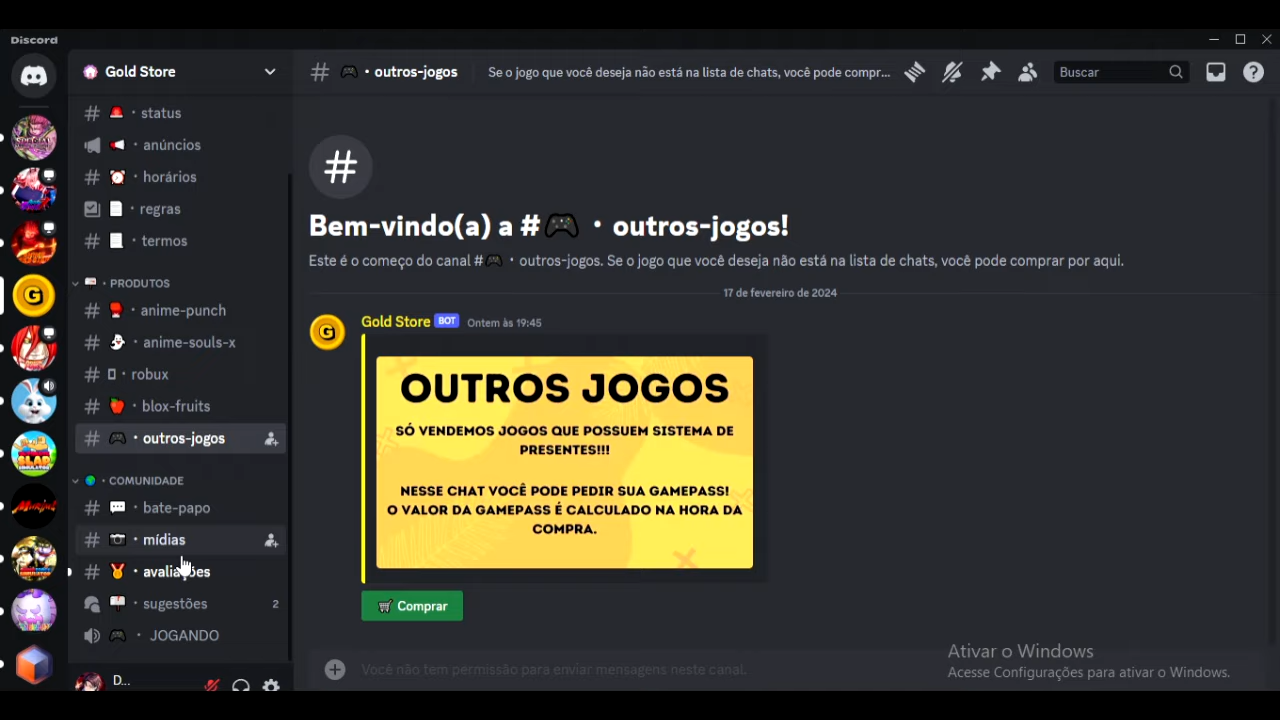 Discord
Gold Store
# 🎮・outros-jogos
Se o jogo que você deseja não está na lista de chats, você pode compr...
Buscar
status
anúncios
horários
regras
termos
PRODUTOS
anime-punch
anime-souls-x
robux
blox-fruits
outros-jogos
COMUNIDADE
bate-papo
mídias
avaliações
sugestões 2
JOGANDO
D...
Bem-vindo(a) a #🎮・outros-jogos!
Este é o começo do canal #🎮・outros-jogos. Se o jogo que você deseja não está na lista de chats, você pode comprar por aqui.
17 de fevereiro de 2024
Gold Store BOT Ontem às 19:45
OUTROS JOGOS
SÓ VENDEMOS JOGOS QUE POSSUEM SISTEMA DE
PRESENTES!!!
NESSE CHAT VOCÊ PODE PEDIR SUA GAMEPASS!
O VALOR DA GAMEPASS É CALCULADO NA HORA DA
COMPRA.
🛒 Comprar
Você não tem permissão para enviar mensagens neste canal.
Ativar o Windows
Acesse Configurações para ativar o Windows.